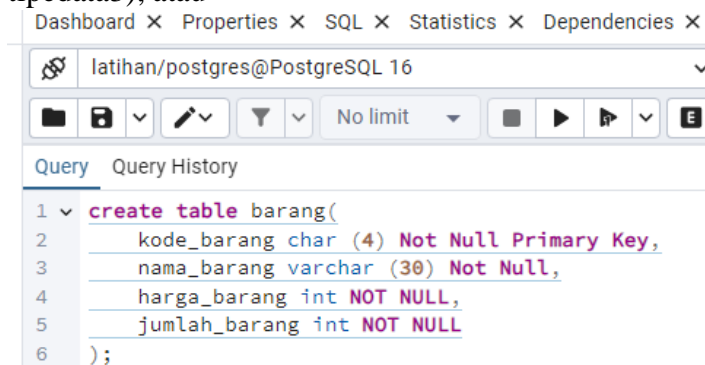 tipedata3); atau
Dashboard X Properties X SQL X Statistics X Dependencies X
latihan/postgres@PostgreSQL 16
No limit
E
Query Query History
1 create table barang(
2 kode_barang char (4) Not Null Primary Key,
3 nama_barang varchar (30) Not Null,
4 harga_barang int NOT NULL,
5 jumlah_barang int NOT NULL
6 );